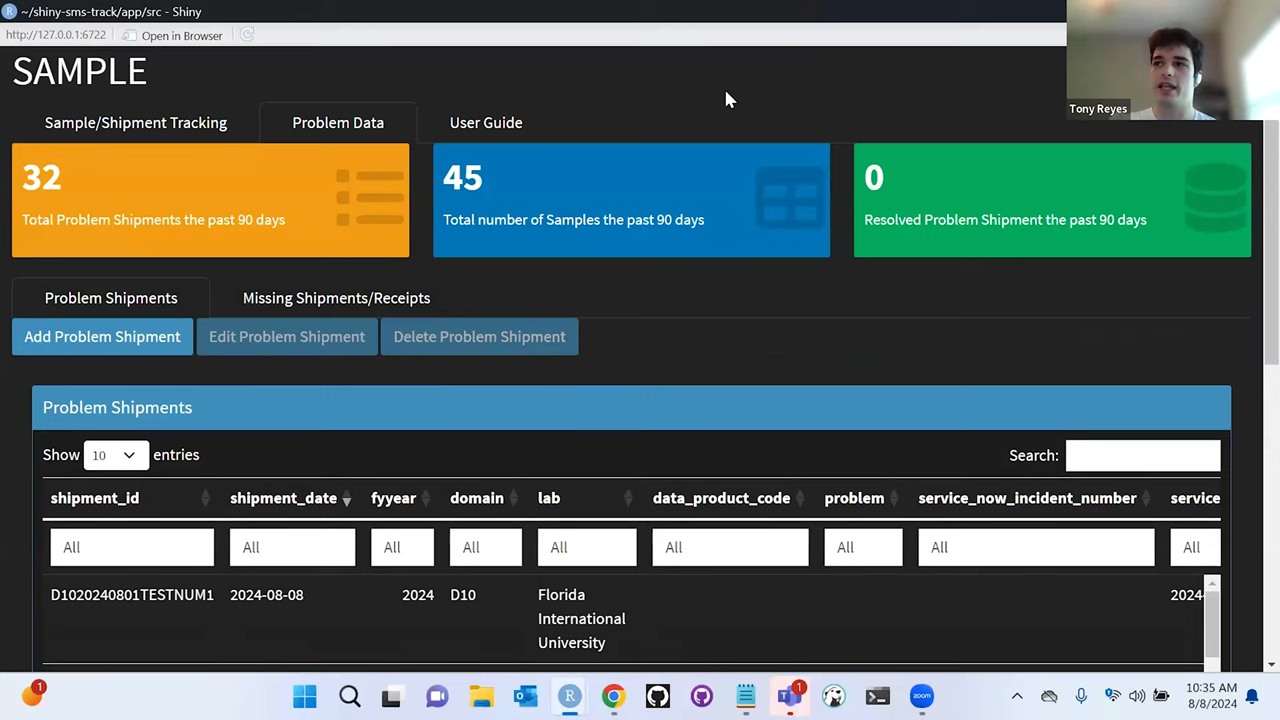 ~/shiny-sms-track/app/src - Shiny
http://127.0.0.1:6722 Open in Browser
SAMPLE
Tony Reyes
Sample/Shipment Tracking Problem Data User Guide
32 45 0
Total Problem Shipments the past 90 days Total number of Samples the past 90 days Resolved Problem Shipment the past 90 days
Problem Shipments Missing Shipments/Receipts
Add Problem Shipment Edit Problem Shipment Delete Problem Shipment
Problem Shipments
Show 10 entries Search:
shipment_id shipment_date fyyear domain lab data_product_code problem service_now_incident_number service
All All All All All All All All All
D1020240801TESTNUM1 2024-08-08 2024 D10 Florida 2024-
International
University
1 R 1 zoom 10:35 AM
8/8/2024